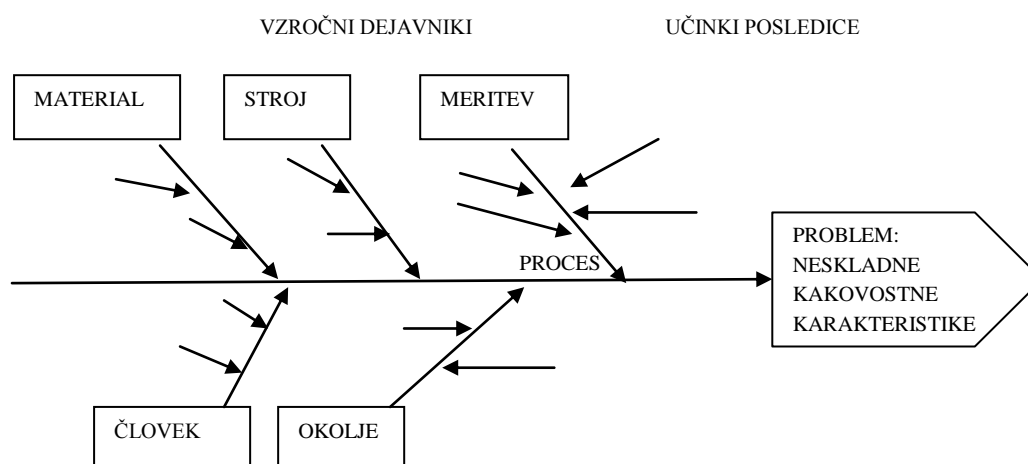 VZROČNI DEJAVNIKI
UČINKI POSLEDICE
MATERIAL
STROJ
MERITEV
PROCES
PROBLEM:
NESKLADNE
KAKOVOSTNE
KARAKTERISTIKE
ČLOVEK
OKOLJE